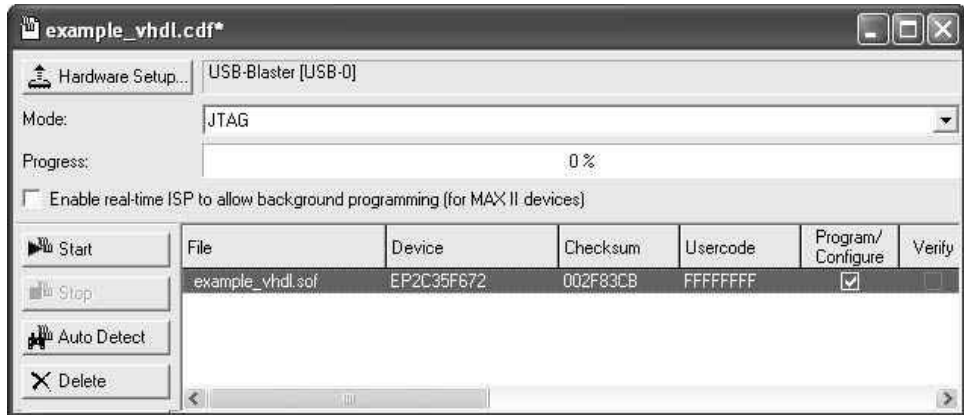 example_vhdl.cdf*
Hardware Setup... USB-Blaster [USB-0]
Mode: JTAG
Progress: 0 %
Enable real-time ISP to allow background programming (for MAX II devices)
Start
Stop
Auto Detect
Delete
File Device Checksum Usercode Program/ Configure Verify
example_vhdl.sof EP2C35F672 002F83CB FFFFFFFF